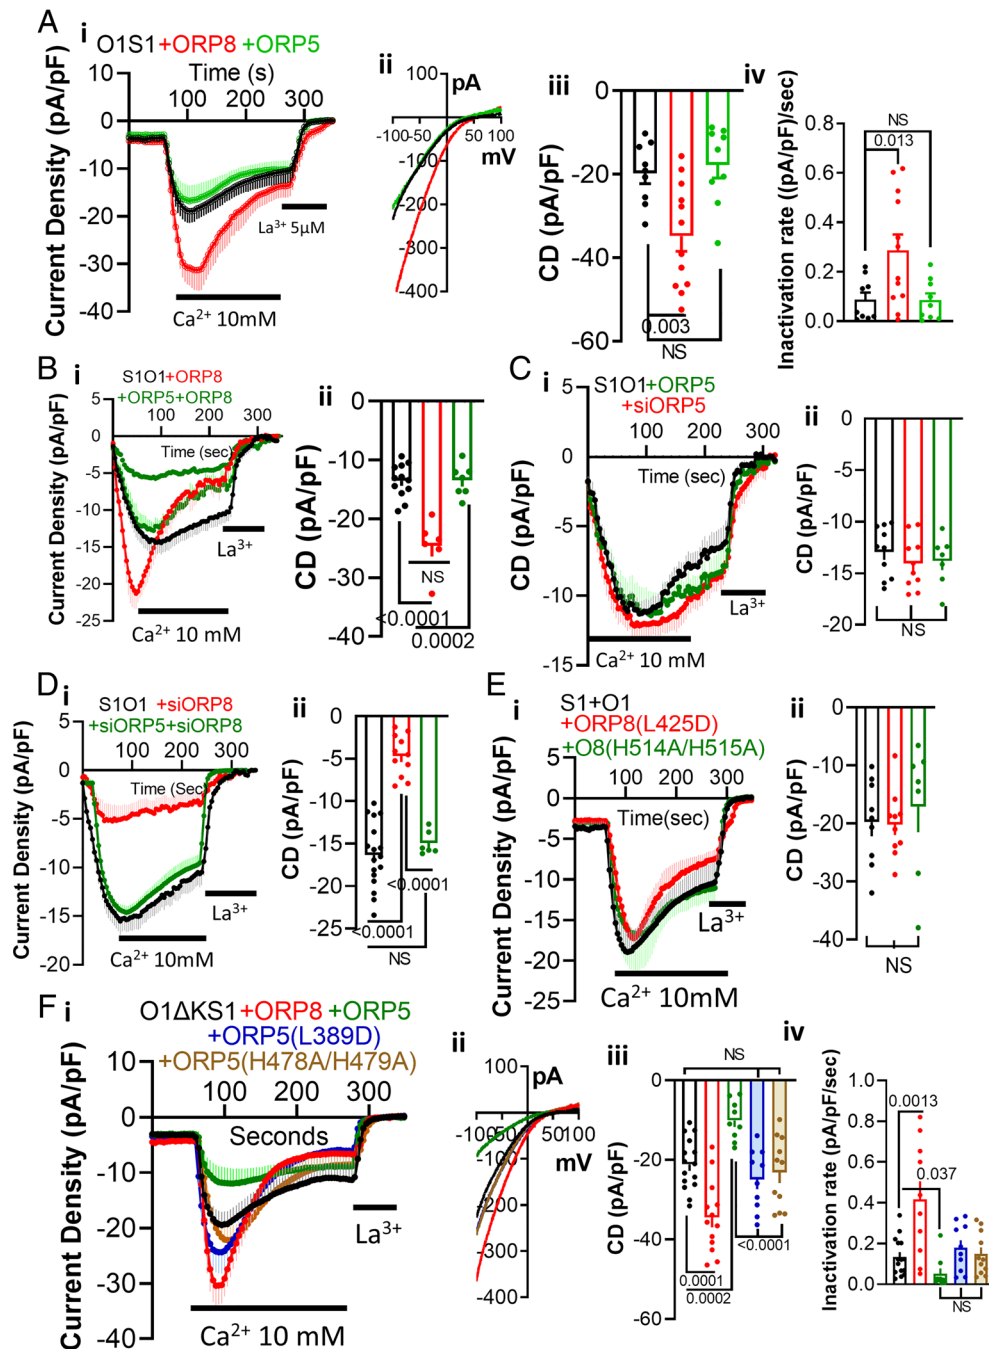 A
i
O1S1 +ORP8 +ORP5
Current Density (pA/pF)
Time (s)
100 200 300 350
10
0
-10
-20
-30
-40
La³⁺ 5µM
Ca²⁺ 10mM
ii
pA
100
-100 -50 50 100
mV
-100
-200
-300
-400
iii
CD (pA/pF)
0
-20
-40
-60
0.003
NS
iv
Inactivation rate ((pA/pF)/sec)
0.8
0.6
0.4
0.2
0.0
NS
0.013
B
i
S1O1+ORP8
+ORP5+ORP8
Current Density (pA/pF)
5
100 200 300
0
Time (sec)
-5
-10
-15
-20
-25
La³⁺
Ca²⁺ 10 mM
ii
CD (pA/pF)
0
-10
-20
-30
-40
NS
<0.0001
0.0002
C
i
S1O1+ORP5
+siORP5
CD (pA/pF)
5
100 200 300
0
Time (sec)
-5
-10
-15
La³⁺
Ca²⁺ 10 mM
ii
CD (pA/pF)
0
-5
-10
-15
-20
NS
D
i
S1O1 +siORP8
+siORP5+siORP8
Current Density (pA/pF)
5
100 200 300
0
Time (Sec)
-5
-10
-15
-20
La³⁺
Ca²⁺ 10mM
ii
CD (pA/pF)
0
-5
-10
-15
-20
-25
<0.0001
<0.0001
NS
E
i
S1+O1
+ORP8(L425D)
+O8(H514A/H515A)
Current Density (pA/pF)
5
100 200 300
0
Time(sec)
-5
-10
-15
-20
-25
La³⁺
Ca²⁺ 10mM
ii
CD (pA/pF)
0
-10
-20
-30
-40
NS
F
i
O1ΔKS1+ORP8 +ORP5
+ORP5(L389D)
+ORP5(H478A/H479A)
Current Density (pA/pF)
10
100 200 300 350
0
Seconds
-10
-20
-30
-40
La³⁺
Ca²⁺ 10 mM
ii
pA
100
-100 50 100
mV
-100
-200
-300
-400
iii
NS
CD (pA/pF)
0
-20
-40
-60
<0.0001
0.0001
0.0002
iv
Inactivation rate (pA/pF/sec)
1.0
0.8
0.6
0.4
0.2
0.0
0.0013
0.037
NS